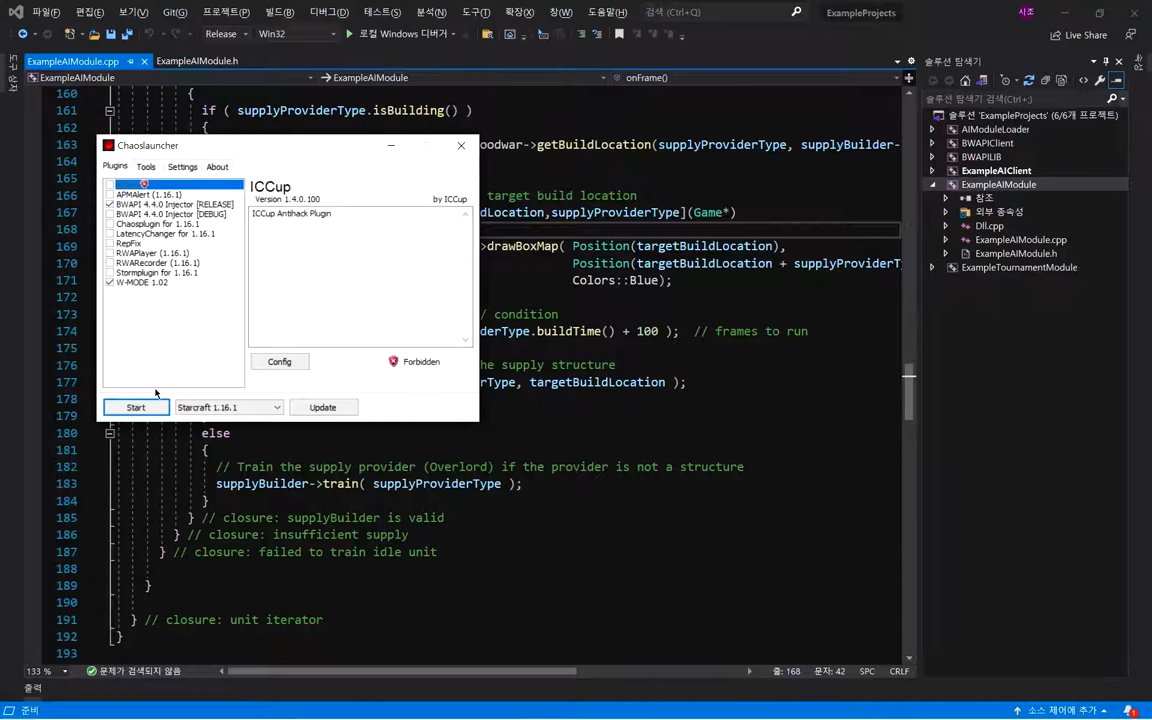 파일(F) 편집(E) 보기(V) Git(G) 프로젝트(P) 빌드(B) 디버그(D) 테스트(S) 분석(N) 도구(T) 확장(X) 창(W) 도움말(H) 검색 (Ctrl+Q) ExampleProjects 시조
Release Win32 로컬 Windows 디버거 Live Share
ExampleAIModule.cpp ExampleAIModule.h
ExampleAIModule ExampleAIModule onFrame()
160 {
161 if ( supplyProviderType.isBuilding() )
162 {
163 oodwar->getBuildLocation(supplyProviderType, supplyBuilder-
164
165
166 target build location
167 dLocation,supplyProviderType](Game*)
168
169 >drawBoxMap( Position(targetBuildLocation),
170 Position(targetBuildLocation + supplyProviderT
171 Colors::Blue);
172
173 / condition
174 derType.buildTime() + 100 ); // frames to run
175
176 he supply structure
177 rType, targetBuildLocation );
178
179
180 else
181 {
182 // Train the supply provider (Overlord) if the provider is not a structure
183 supplyBuilder->train( supplyProviderType );
184 }
185 } // closure: supplyBuilder is valid
186 } // closure: insufficient supply
187 } // closure: failed to train idle unit
188
189 }
190
191 } // closure: unit iterator
192 }
193
Chaoslauncher
Plugins Tools Settings About
APMAlert (1.16.1)
BWAPI 4.4.0 Injector [RELEASE]
BWAPI 4.4.0 Injector [DEBUG]
Chaosplugin for 1.16.1
LatencyChanger for 1.16.1
RepFix
RWAPlayer (1.16.1)
RWARecorder (1.16.1)
Stormplugin for 1.16.1
W-MODE 1.02
ICCup
Version 1.4.0.100 by ICCup
ICCup Antihack Plugin
Config Forbidden
Start Starcraft 1.16.1 Update
솔루션 탐색기
솔루션 탐색기 검색(Ctrl+;)
솔루션 'ExampleProjects' (6/6개 프로젝트)
AIModuleLoader
BWAPIClient
BWAPILIB
ExampleAIClient
ExampleAIModule
참조
외부 종속성
Dll.cpp
ExampleAIModule.cpp
ExampleAIModule.h
ExampleTournamentModule
133 % 문제가 검색되지 않음 줄: 168 문자: 42 SPC CRLF
출력
준비 소스 제어에 추가 1